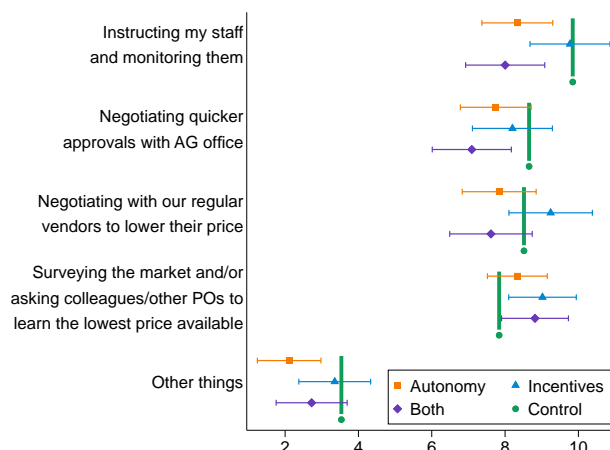 Instructing my staff
and monitoring them
Negotiating quicker
approvals with AG office
Negotiating with our regular
vendors to lower their price
Surveying the market and/or
asking colleagues/other POs to
learn the lowest price available
Other things
Autonomy Incentives
Both Control
2 4 6 8 10